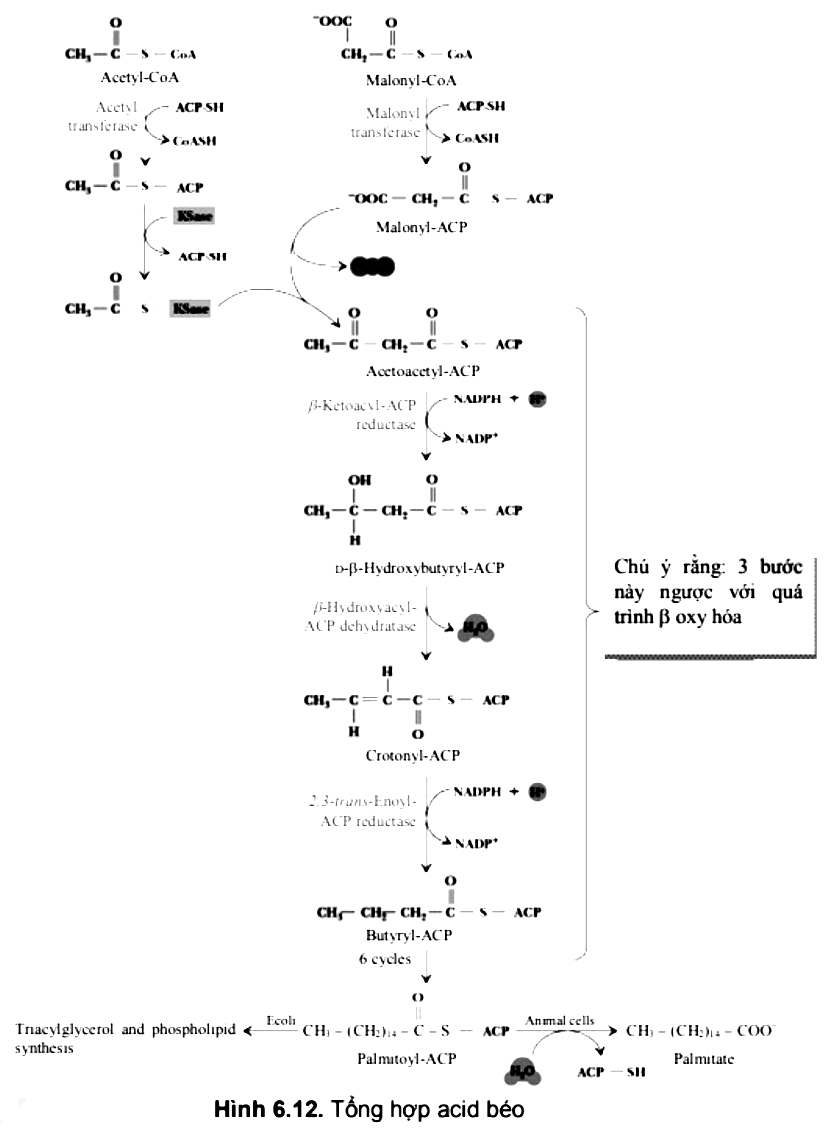 O
CH3 – C – S – CoA
Acetyl-CoA
Acetyl
transferase
ACP-SH
CoASH
O
CH3 – C – S – ACP
KSase
ACP-SH
O
CH3 – C S KSase
⁻OOC O
CH2 – C – S – CoA
Malonyl-CoA
Malonyl
transferase
ACP-SH
CoASH
O
⁻OOC – CH2 – C S – ACP
Malonyl-ACP
O O
CH3 – C – CH2 – C – S – ACP
Acetoacetyl-ACP
β-Ketoacyl-ACP
reductase
NADPH + H+
NADP+
OH O
CH3 – C – CH2 – C – S – ACP
H
D-β-Hydroxybutyryl-ACP
β-Hydroxyacyl-
ACP dehydratase
H2O
H
CH3 – C = C – C – S – ACP
H O
Crotonyl-ACP
2,3-trans-Enoyl-
ACP reductase
NADPH + H+
NADP+
O
CH3 – CH2 – CH2 – C – S – ACP
Butyryl-ACP
6 cycles
Chú ý rằng: 3 bước
này ngược với quá
trình β oxy hóa
O
Triacylglycerol and phospholipid
synthesis
Ecoli
CH3 – (CH2)14 – C – S – ACP
Palmitoyl-ACP
Animal cells
H2O
ACP – SH
CH3 – (CH2)14 – COO⁻
Palmitate
Hình 6.12. Tổng hợp acid béo